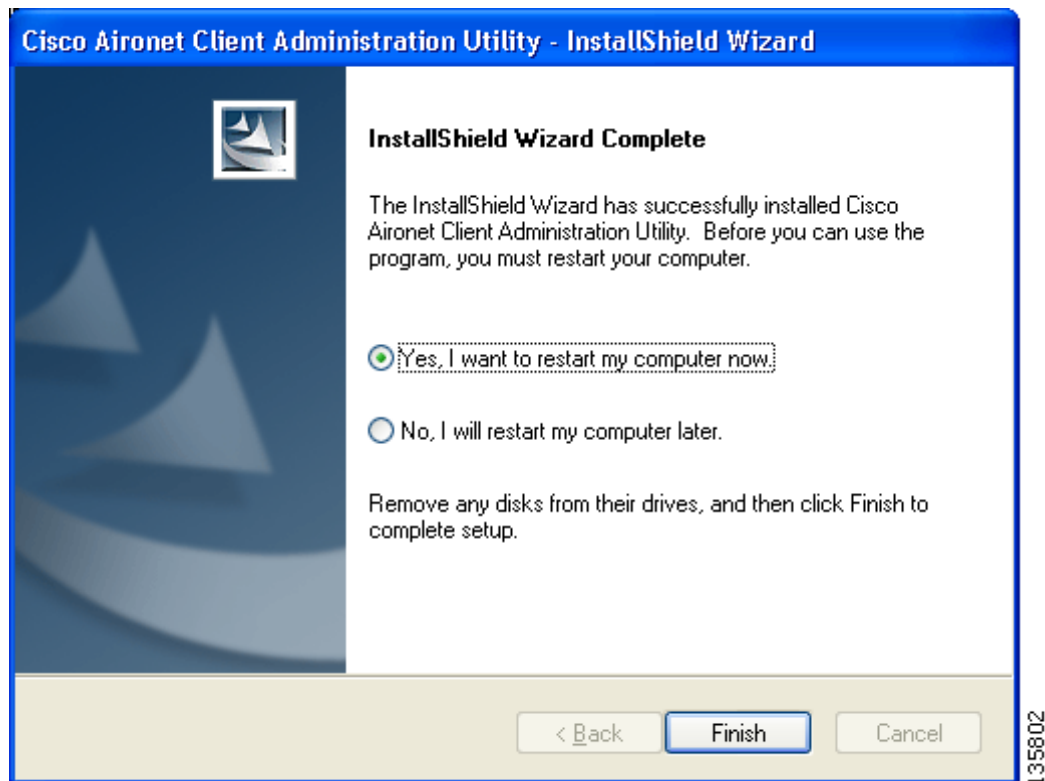 Cisco Aironet Client Administration Utility - InstallShield Wizard
InstallShield Wizard Complete
The InstallShield Wizard has successfully installed Cisco
Aironet Client Administration Utility.  Before you can use the
program, you must restart your computer.
Yes, I want to restart my computer now.
No, I will restart my computer later.
Remove any disks from their drives, and then click Finish to
complete setup.
< Back
Finish
Cancel
135802